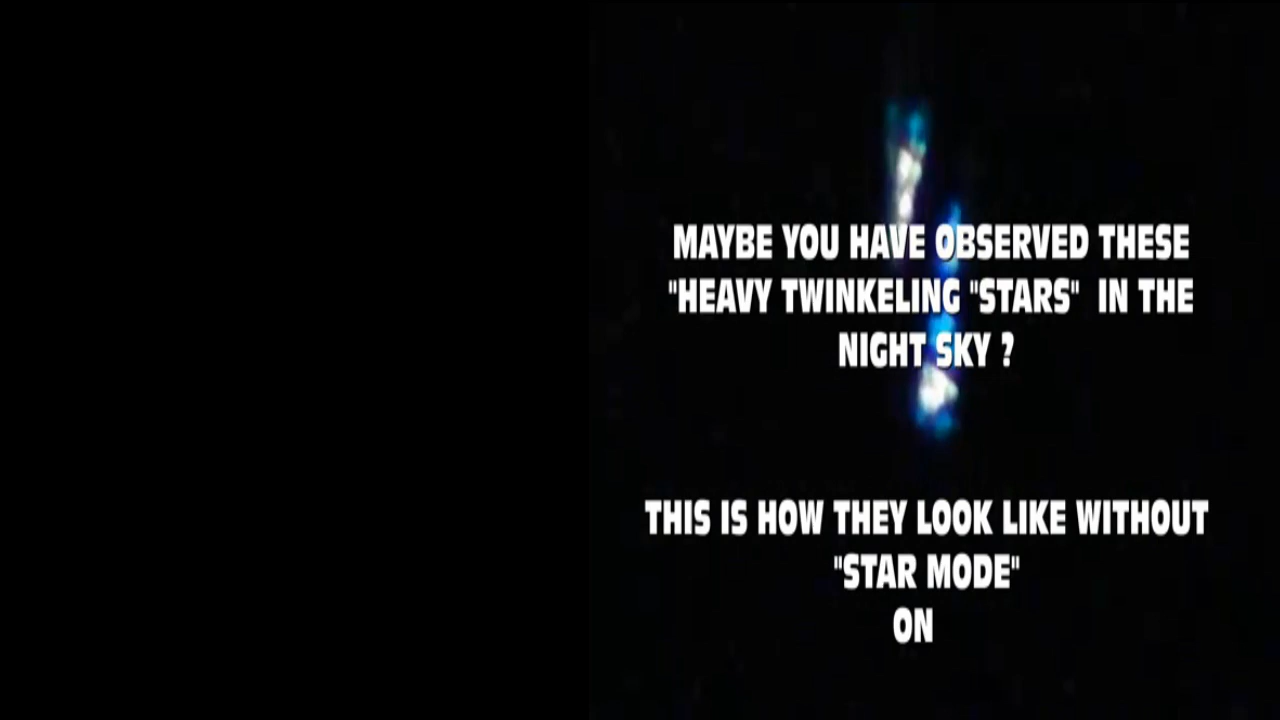 MAYBE YOU HAVE OBSERVED THESE
"HEAVY TWINKELING "STARS" IN THE
NIGHT SKY ?
THIS IS HOW THEY LOOK LIKE WITHOUT
"STAR MODE"
ON